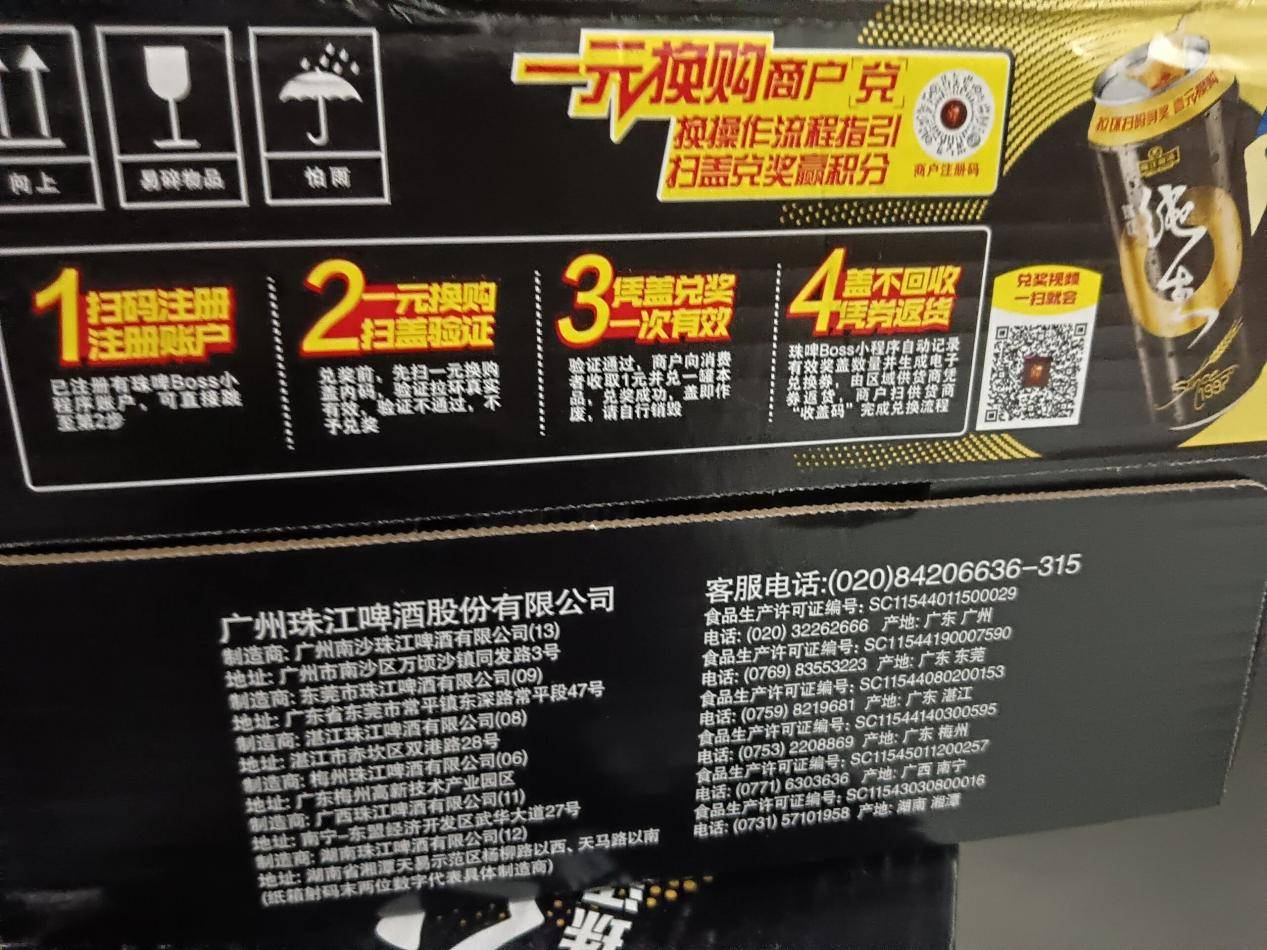 向上
易碎物品
怕雨
一元换购商户「兑」
换操作流程指引
扫盖兑奖赢积分
商户注册码
拉环扫码有奖 壹元换购
纯生
Since 1997
1 扫码注册
注册账户
已注册有珠啤Boss小
程序账户、可直接跳
至第2步
2 一元换购
扫盖验证
兑奖前、先扫一元换购
盖内码、验证拉环真实
有效、验证不通过，不
予兑奖
3 凭盖兑奖
一次有效
验证通过，商户向消费
者收取1元并兑一罐本
品，兑奖成功，盖即作
废，请自行销毁
4 盖不回收
凭券返货
珠啤Boss小程序自动记录
有效奖盖数量并生成电子
兑换券，由区域供货商凭
券返货，商户扫供货商
“收盖码”完成兑换流程
兑奖视频
一扫就会
广州珠江啤酒股份有限公司
制造商: 广州南沙珠江啤酒有限公司(13)
地址: 广州市南沙区万顷沙镇同发路3号
制造商: 东莞市珠江啤酒有限公司(09)
地址: 广东省东莞市常平镇东深路常平段47号
制造商: 湛江珠江啤酒有限公司(08)
地址: 湛江市赤坎区双港路28号
制造商: 梅州珠江啤酒有限公司(06)
地址: 广东梅州高新技术产业园区
制造商: 广西珠江啤酒有限公司(11)
地址: 南宁-东盟经济开发区武华大道27号
制造商: 湖南珠江啤酒有限公司(12)
地址: 湖南省湘潭天易示范区杨柳路以西、天马路以南
(纸箱射码末两位数字代表具体制造商)
客服电话:(020)84206636-315
食品生产许可证编号: SC11544011500029
电话: (020) 32262666 产地: 广东 广州
食品生产许可证编号: SC11544190007590
电话: (0769) 83553223 产地: 广东 东莞
食品生产许可证编号: SC11544080200153
电话: (0759) 8219681 产地: 广东 湛江
食品生产许可证编号: SC11544140300595
电话: (0753) 2208869 产地: 广东 梅州
食品生产许可证编号: SC11545011200257
电话: (0771) 6303636 产地: 广西 南宁
食品生产许可证编号: SC11543030800016
电话: (0731) 57101958 产地: 湖南 湘潭